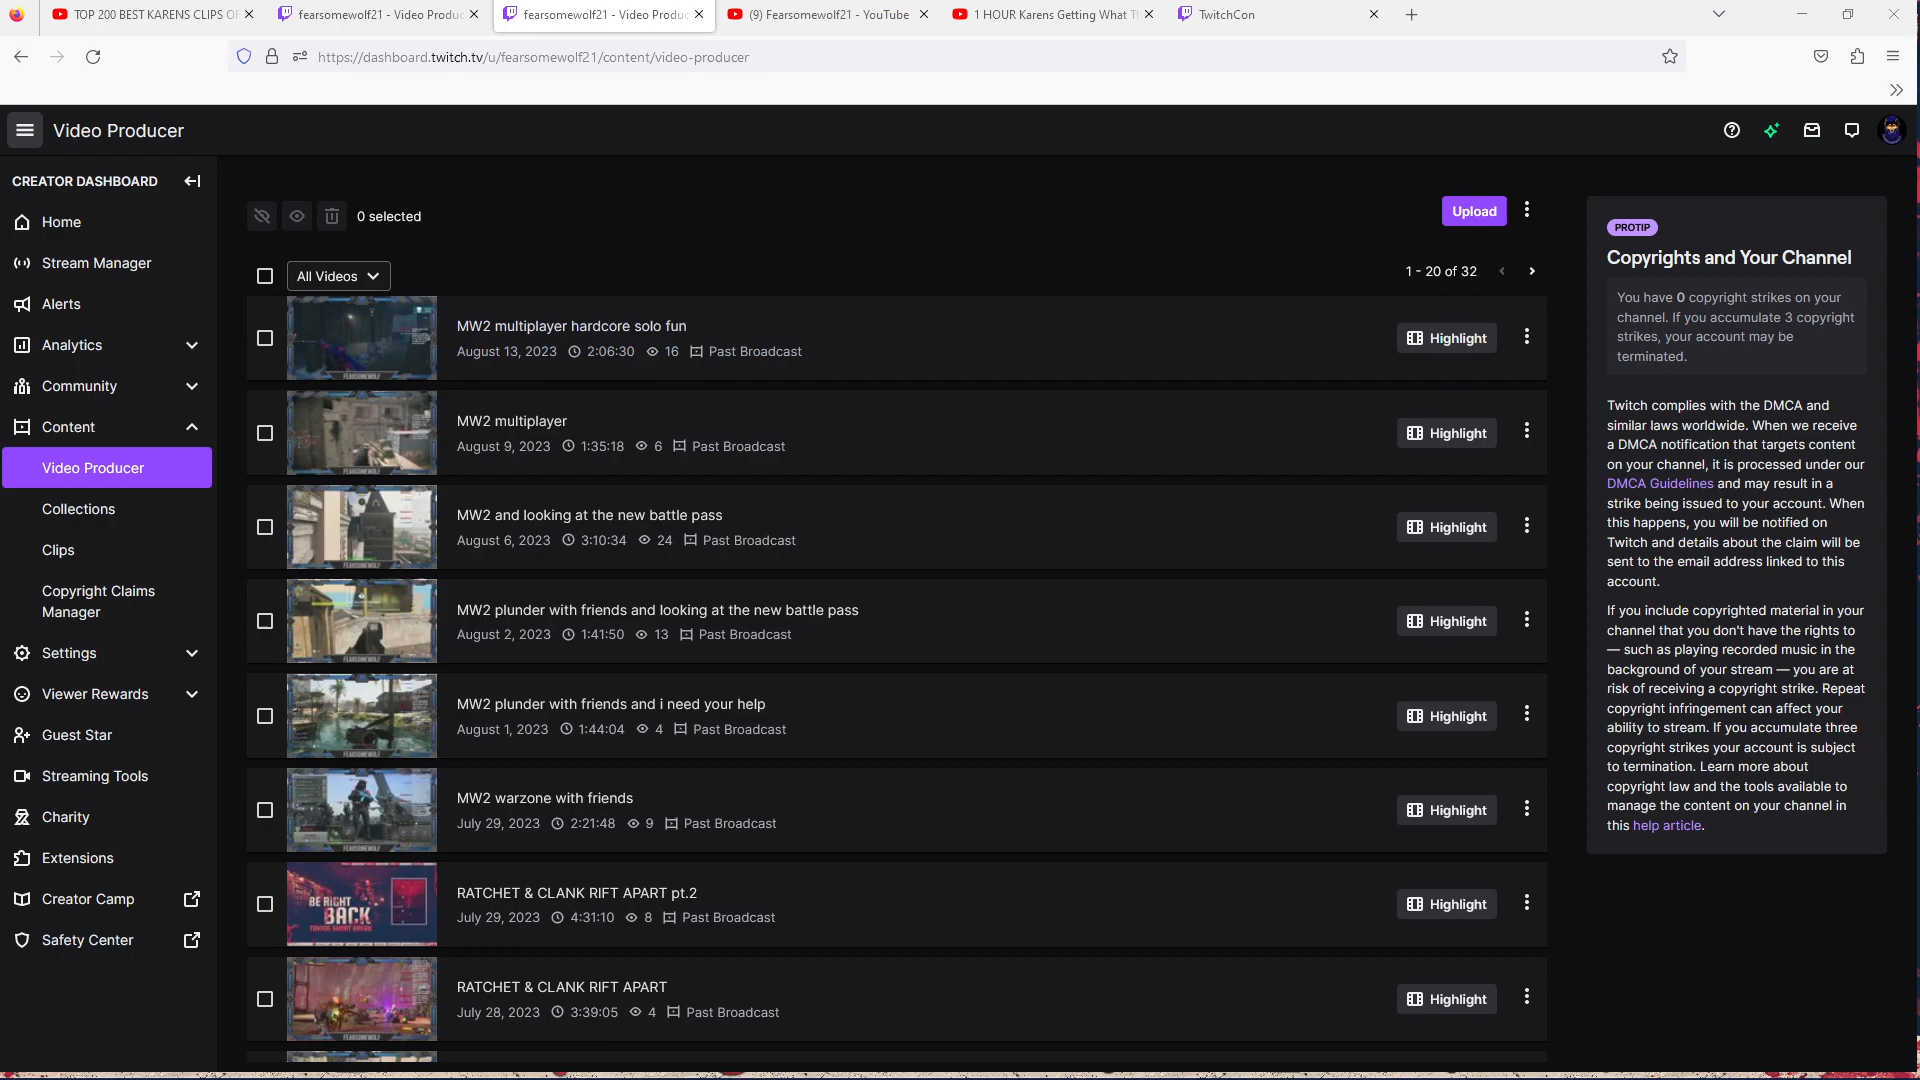 TOP 200 BEST KARENS CLIPS OF
fearsomewolf21 - Video Produc
fearsomewolf21 - Video Produc
(9) Fearsomewolf21 - YouTube
1 HOUR Karens Getting What Th
TwitchCon
https://dashboard.twitch.tv/u/fearsomewolf21/content/video-producer
Video Producer
CREATOR DASHBOARD
Home
Stream Manager
Alerts
Analytics
Community
Content
Video Producer
Collections
Clips
Copyright Claims
Manager
Settings
Viewer Rewards
Guest Star
Streaming Tools
Charity
Extensions
Creator Camp
Safety Center
0 selected
Upload
All Videos
1 - 20 of 32
MW2 multiplayer hardcore solo fun
August 13, 2023 2:06:30 16 Past Broadcast
Highlight
FEARSOMEWOLF
MW2 multiplayer
August 9, 2023 1:35:18 6 Past Broadcast
Highlight
FEARSOMEWOLF
MW2 and looking at the new battle pass
August 6, 2023 3:10:34 24 Past Broadcast
Highlight
FEARSOMEWOLF
MW2 plunder with friends and looking at the new battle pass
August 2, 2023 1:41:50 13 Past Broadcast
Highlight
FEARSOMEWOLF
MW2 plunder with friends and i need your help
August 1, 2023 1:44:04 4 Past Broadcast
Highlight
FEARSOMEWOLF
MW2 warzone with friends
July 29, 2023 2:21:48 9 Past Broadcast
Highlight
FEARSOMEWOLF
BE RIGHT
BACK
TAKING SHORT BREAK
RATCHET & CLANK RIFT APART pt.2
July 29, 2023 4:31:10 8 Past Broadcast
Highlight
RATCHET & CLANK RIFT APART
July 28, 2023 3:39:05 4 Past Broadcast
Highlight
FEARSOMEWOLF
PROTIP
Copyrights and Your Channel
You have 0 copyright strikes on your
channel. If you accumulate 3 copyright
strikes, your account may be
terminated.
Twitch complies with the DMCA and
similar laws worldwide. When we receive
a DMCA notification that targets content
on your channel, it is processed under our
DMCA Guidelines and may result in a
strike being issued to your account. When
this happens, you will be notified on
Twitch and details about the claim will be
sent to the email address linked to this
account.
If you include copyrighted material in your
channel that you don't have the rights to
— such as playing recorded music in the
background of your stream — you are at
risk of receiving a copyright strike. Repeat
copyright infringement can affect your
ability to stream. If you accumulate three
copyright strikes your account is subject
to termination. Learn more about
copyright law and the tools available to
manage the content on your channel in
this help article.